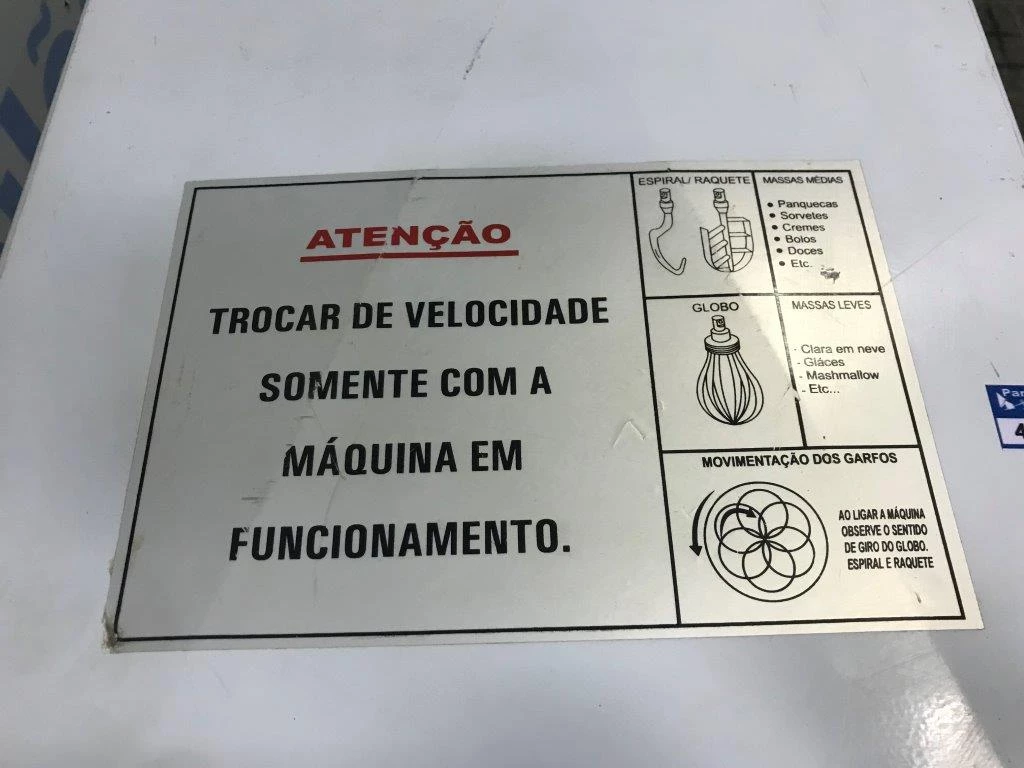 ATENÇÃO
TROCAR DE VELOCIDADE
SOMENTE COM A
MÁQUINA EM
FUNCIONAMENTO.
ESPIRAL/ RAQUETE
MASSAS MÉDIAS
• Panquecas
• Sorvetes
• Cremes
• Bolos
• Doces
• Etc.
GLOBO
MASSAS LEVES
- Clara em neve
- Gláces
- Mashmallow
- Etc...
MOVIMENTAÇÃO DOS GARFOS
AO LIGAR A MÁQUINA
OBSERVE O SENTIDO
DE GIRO DO GLOBO.
ESPIRAL E RAQUETE